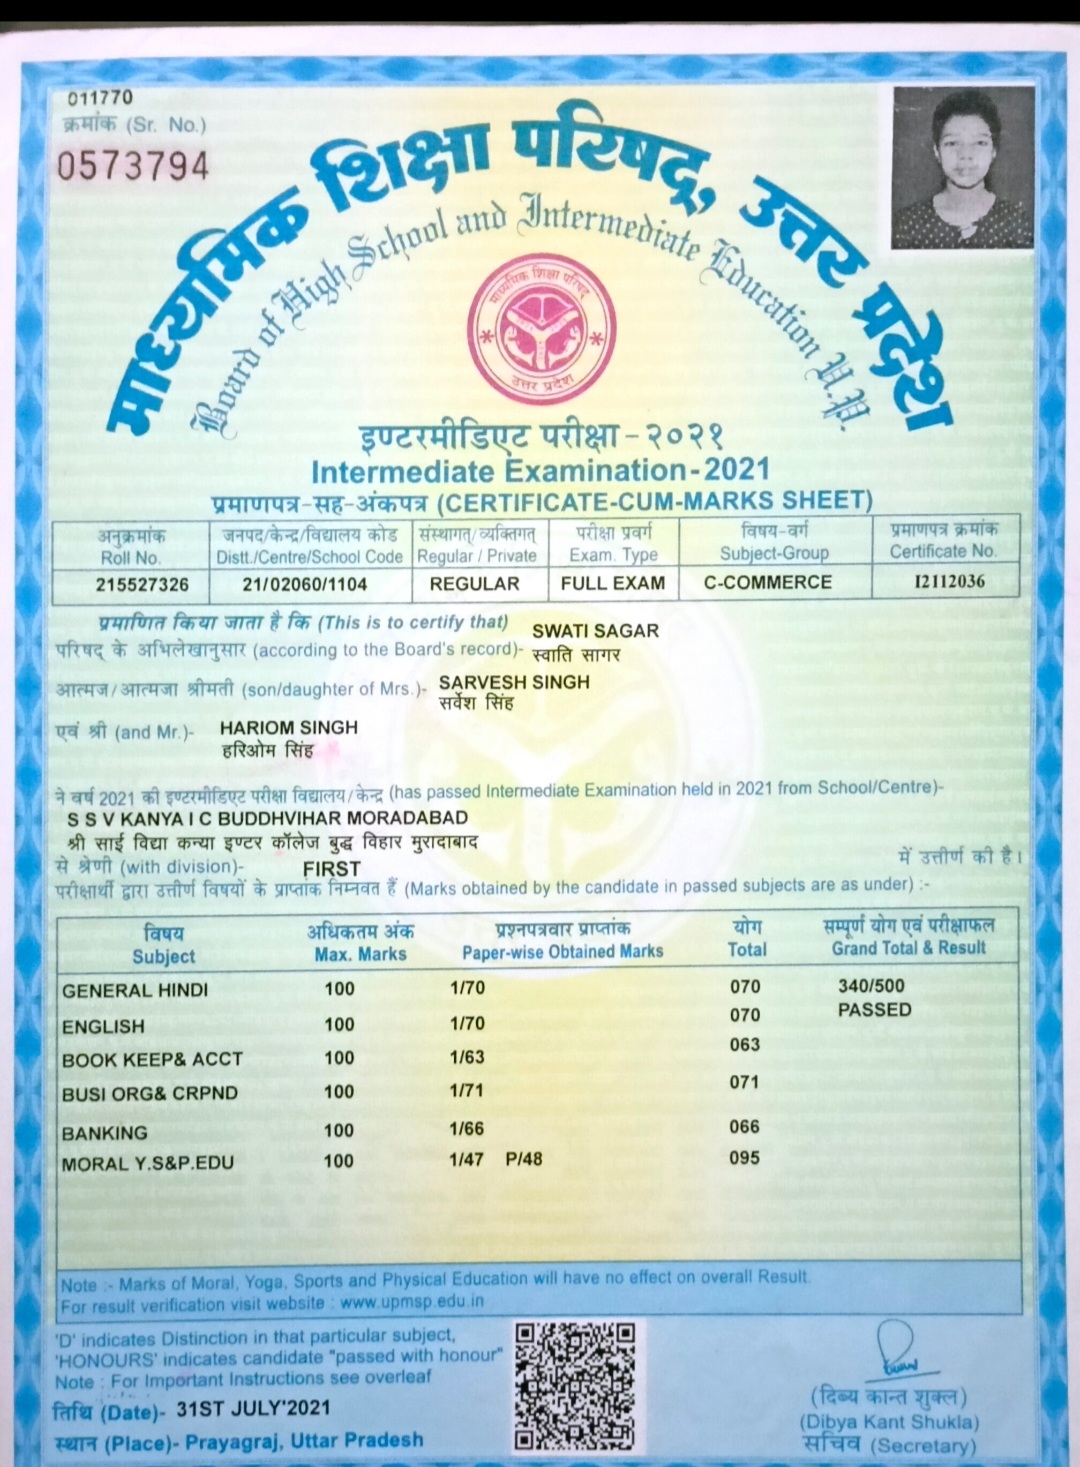 011770
क्रमांक (Sr. No.)
0573794
माध्यमिक शिक्षा परिषद्, उत्तर प्रदेश
Board of High School and Intermediate Education U.P.
माध्यमिक शिक्षा परिषद्
उत्तर प्रदेश
इण्टरमीडिएट परीक्षा-२०२१
Intermediate Examination-2021
प्रमाणपत्र-सह-अंकपत्र (CERTIFICATE-CUM-MARKS SHEET)
अनुक्रमांक जनपद/केन्द्र/विद्यालय कोड संस्थागत/व्यक्तिगत परीक्षा प्रवर्ग विषय-वर्ग प्रमाणपत्र क्रमांक
Roll No. Distt./Centre/School Code Regular / Private Exam. Type Subject-Group Certificate No.
215527326 21/02060/1104 REGULAR FULL EXAM C-COMMERCE I2112036
प्रमाणित किया जाता है कि (This is to certify that) SWATI SAGAR
परिषद् के अभिलेखानुसार (according to the Board's record)- स्वाति सागर
आत्मज/आत्मजा श्रीमती (son/daughter of Mrs.)- SARVESH SINGH
सर्वेश सिंह
एवं श्री (and Mr.)- HARIOM SINGH
हरिओम सिंह
ने वर्ष 2021 की इण्टरमीडिएट परीक्षा विद्यालय/केन्द्र (has passed Intermediate Examination held in 2021 from School/Centre)-
S S V KANYA I C BUDDHVIHAR MORADABAD
श्री साई विद्या कन्या इण्टर कॉलेज बुद्ध विहार मुरादाबाद
से श्रेणी (with division)- FIRST में उत्तीर्ण की है।
परीक्षार्थी द्वारा उत्तीर्ण विषयों के प्राप्तांक निम्नवत हैं (Marks obtained by the candidate in passed subjects are as under) :-
विषय अधिकतम अंक प्रश्नपत्रवार प्राप्तांक योग सम्पूर्ण योग एवं परीक्षाफल
Subject Max. Marks Paper-wise Obtained Marks Total Grand Total & Result
GENERAL HINDI 100 1/70 070 340/500
PASSED
ENGLISH 100 1/70 070
BOOK KEEP& ACCT 100 1/63 063
BUSI ORG& CRPND 100 1/71 071
BANKING 100 1/66 066
MORAL Y.S&P.EDU 100 1/47 P/48 095
Note :- Marks of Moral, Yoga, Sports and Physical Education will have no effect on overall Result.
For result verification visit website : www.upmsp.edu.in
'D' indicates Distinction in that particular subject,
'HONOURS' indicates candidate "passed with honour"
Note : For Important Instructions see overleaf
तिथि (Date)- 31ST JULY'2021
स्थान (Place)- Prayagraj, Uttar Pradesh
(दिब्य कान्त शुक्ल)
(Dibya Kant Shukla)
सचिव (Secretary)